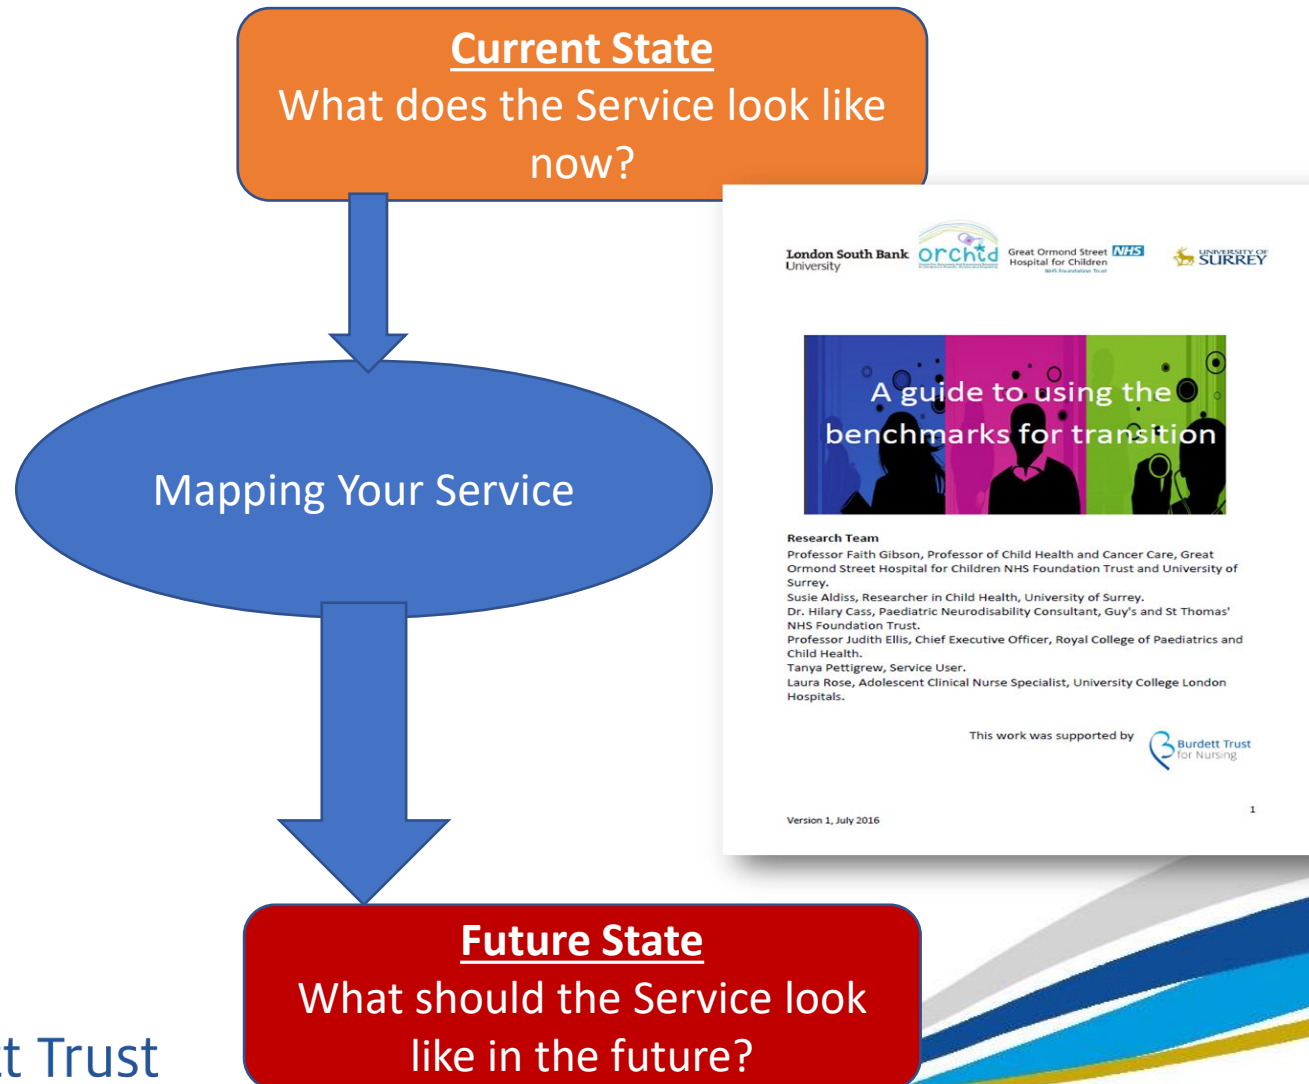 Current State
What does the Service look like
now?
London South Bank
University
orchid
Great Ormond Street NHS
Hospital for Children
NHS Foundation Trust
UNIVERSITY OF
SURREY
A guide to using the
benchmarks for transition
Mapping Your Service
Research Team
Professor Faith Gibson, Professor of Child Health and Cancer Care, Great
Ormond Street Hospital for Children NHS Foundation Trust and University of
Surrey.
Susie Aldiss, Researcher in Child Health, University of Surrey.
Dr. Hilary Cass, Paediatric Neurodisability Consultant, Guy's and St Thomas'
NHS Foundation Trust.
Professor Judith Ellis, Chief Executive Officer, Royal College of Paediatrics and
Child Health.
Tanya Pettigrew, Service User.
Laura Rose, Adolescent Clinical Nurse Specialist, University College London
Hospitals.
This work was supported by
Burdett Trust
for Nursing
1
Version 1, July 2016
Future State
What should the Service look
like in the future?
Trust